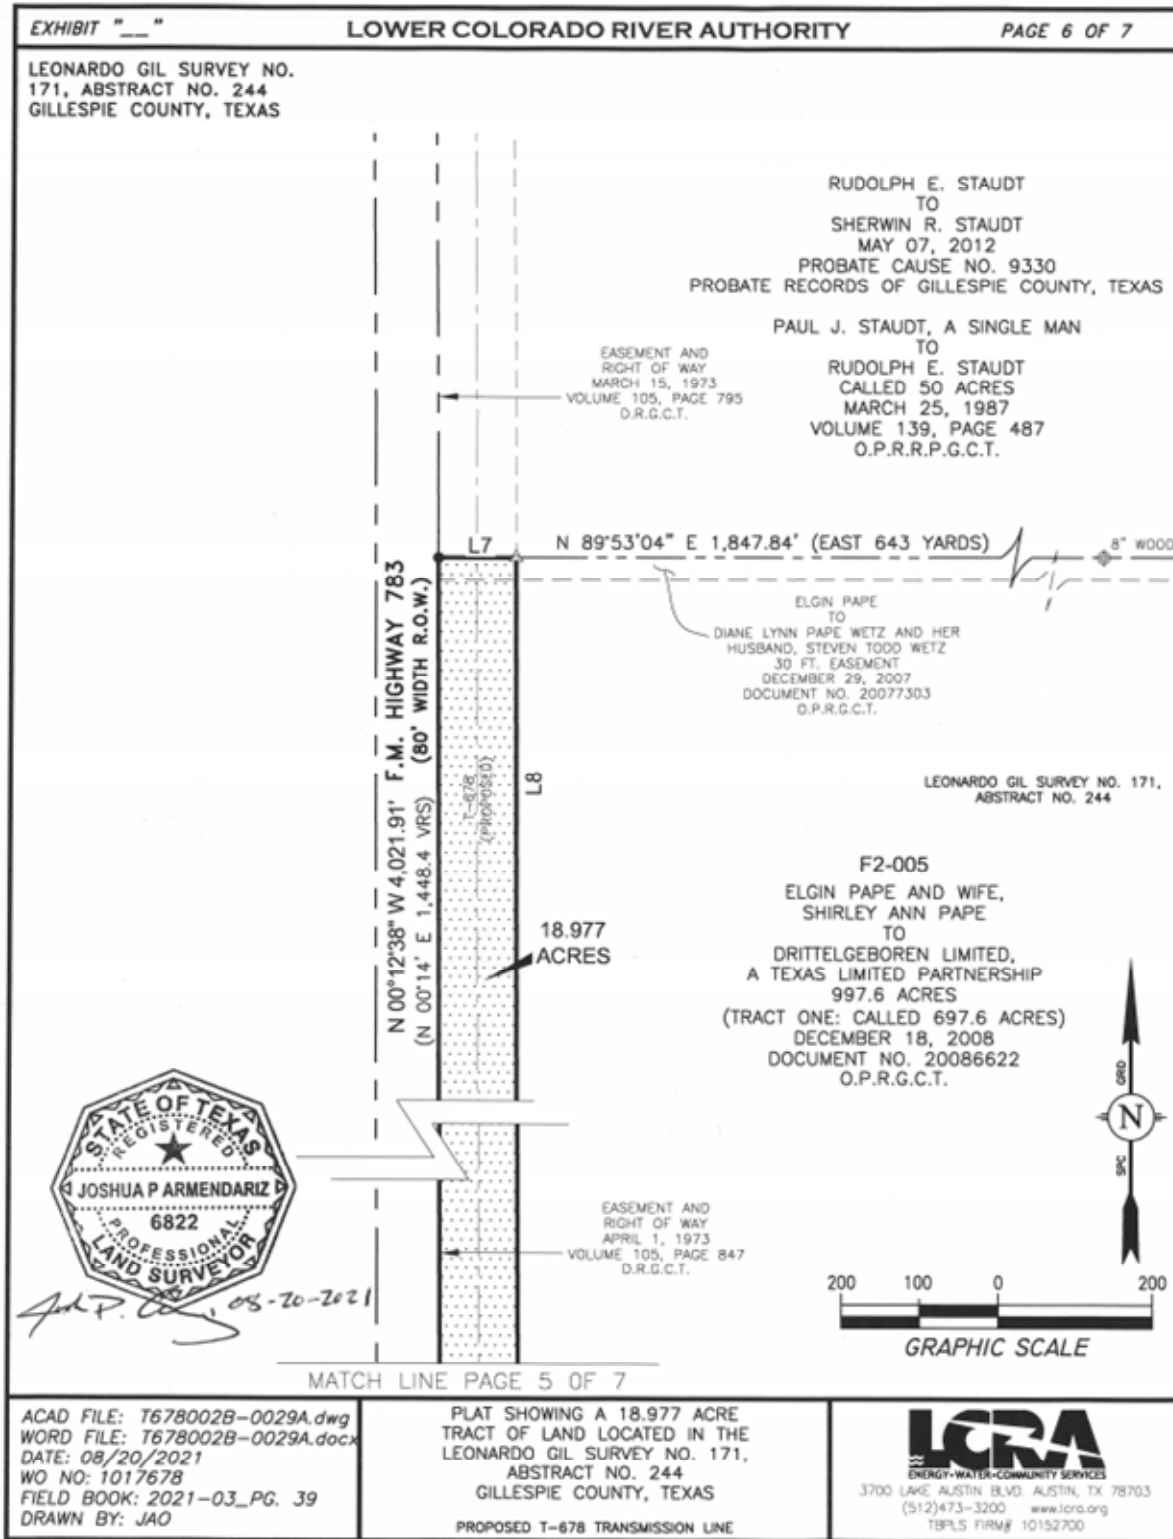 EXHIBIT "__"
LOWER COLORADO RIVER AUTHORITY
PAGE 6 OF 7
LEONARDO GIL SURVEY NO.
171, ABSTRACT NO. 244
GILLESPIE COUNTY, TEXAS
RUDOLPH E. STAUDT
TO
SHERWIN R. STAUDT
MAY 07, 2012
PROBATE CAUSE NO. 9330
PROBATE RECORDS OF GILLESPIE COUNTY, TEXAS
PAUL J. STAUDT, A SINGLE MAN
TO
RUDOLPH E. STAUDT
CALLED 50 ACRES
MARCH 25, 1987
VOLUME 139, PAGE 487
O.P.R.R.P.G.C.T.
EASEMENT AND
RIGHT OF WAY
MARCH 15, 1973
VOLUME 105, PAGE 795
D.R.G.C.T.
L7
N 89°53'04" E 1,847.84' (EAST 643 YARDS)
8" WOOD
ELGIN PAPE
TO
DIANE LYNN PAPE WETZ AND HER
HUSBAND, STEVEN TODD WETZ
30 FT. EASEMENT
DECEMBER 29, 2007
DOCUMENT NO. 20077303
O.P.R.G.C.T.
F.M. HIGHWAY 783
(80' WIDTH R.O.W.)
N 00°12'38" W 4,021.91'
(N 00°14' E 1,448.4 VRS)
T-678
(PROPOSED)
L8
LEONARDO GIL SURVEY NO. 171,
ABSTRACT NO. 244
18.977
ACRES
F2-005
ELGIN PAPE AND WIFE,
SHIRLEY ANN PAPE
TO
DRITTELGEBOREN LIMITED,
A TEXAS LIMITED PARTNERSHIP
997.6 ACRES
(TRACT ONE: CALLED 697.6 ACRES)
DECEMBER 18, 2008
DOCUMENT NO. 20086622
O.P.R.G.C.T.
GRD
N
SPC
STATE OF TEXAS
REGISTERED
JOSHUA P ARMENDARIZ
6822
PROFESSIONAL
LAND SURVEYOR
08-20-2021
EASEMENT AND
RIGHT OF WAY
APRIL 1, 1973
VOLUME 105, PAGE 847
D.R.G.C.T.
200 100 0 200
GRAPHIC SCALE
MATCH LINE PAGE 5 OF 7
ACAD FILE: T678002B-0029A.dwg
WORD FILE: T678002B-0029A.docx
DATE: 08/20/2021
WO NO: 1017678
FIELD BOOK: 2021-03_PG. 39
DRAWN BY: JAO
PLAT SHOWING A 18.977 ACRE
TRACT OF LAND LOCATED IN THE
LEONARDO GIL SURVEY NO. 171,
ABSTRACT NO. 244
GILLESPIE COUNTY, TEXAS
PROPOSED T-678 TRANSMISSION LINE
LCRA
ENERGY•WATER•COMMUNITY SERVICES
3700 LAKE AUSTIN BLVD. AUSTIN, TX 78703
(512)473-3200 www.lcra.org
TBPLS FIRM# 10152700